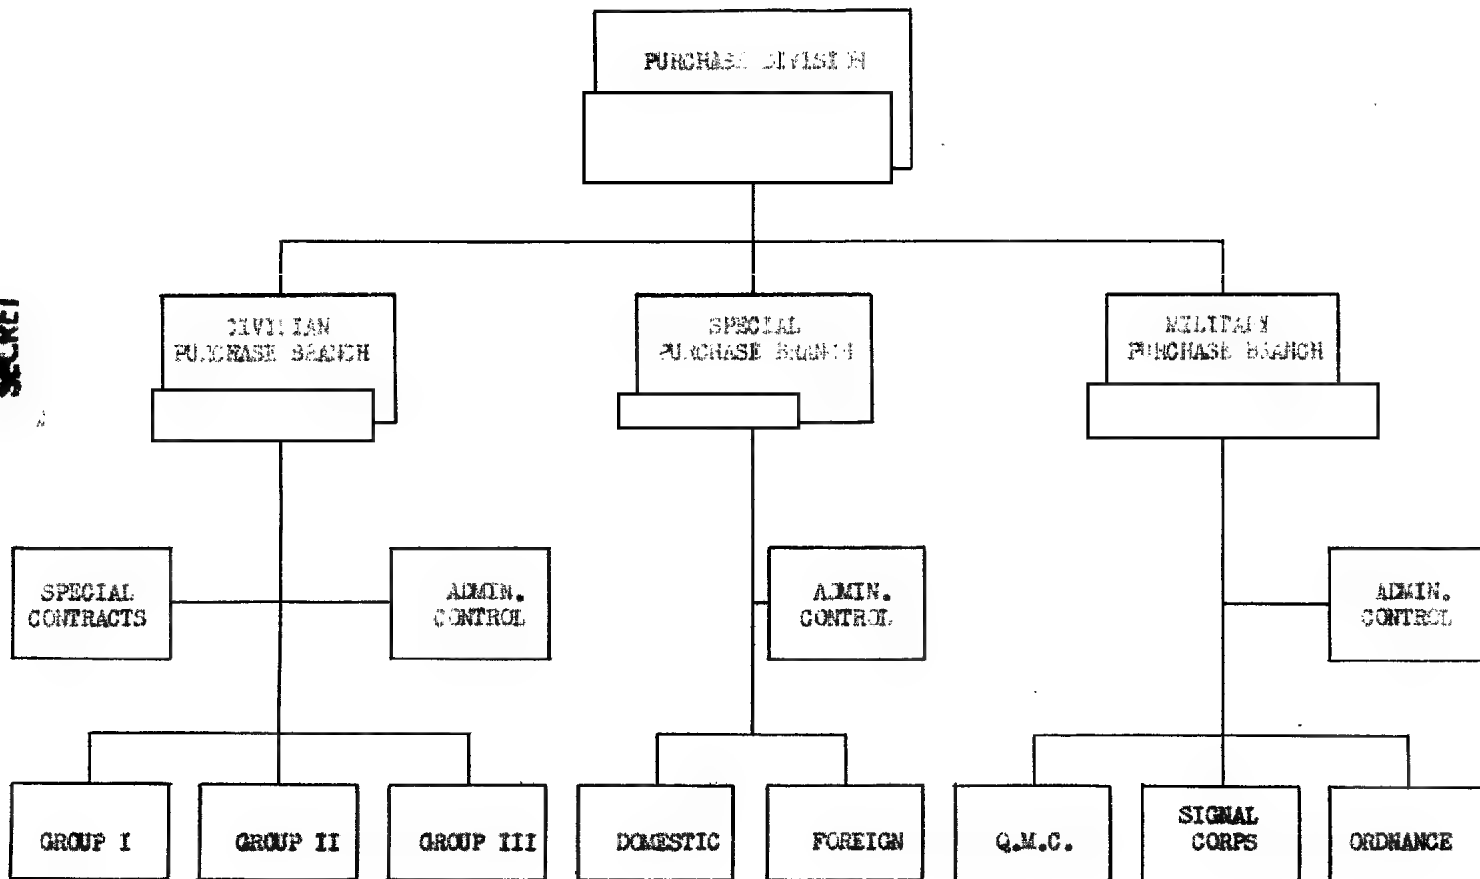 PURCHASE DIVISION
SECRET
CIVILIAN
PURCHASE BRANCH
SPECIAL
PURCHASE BRANCH
MILITARY
PURCHASE BRANCH
SPECIAL
CONTRACTS
ADMIN.
CONTROL
ADMIN.
CONTROL
ADMIN.
CONTROL
GROUP I
GROUP II
GROUP III
DOMESTIC
FOREIGN
Q.M.C.
SIGNAL
CORPS
ORDNANCE